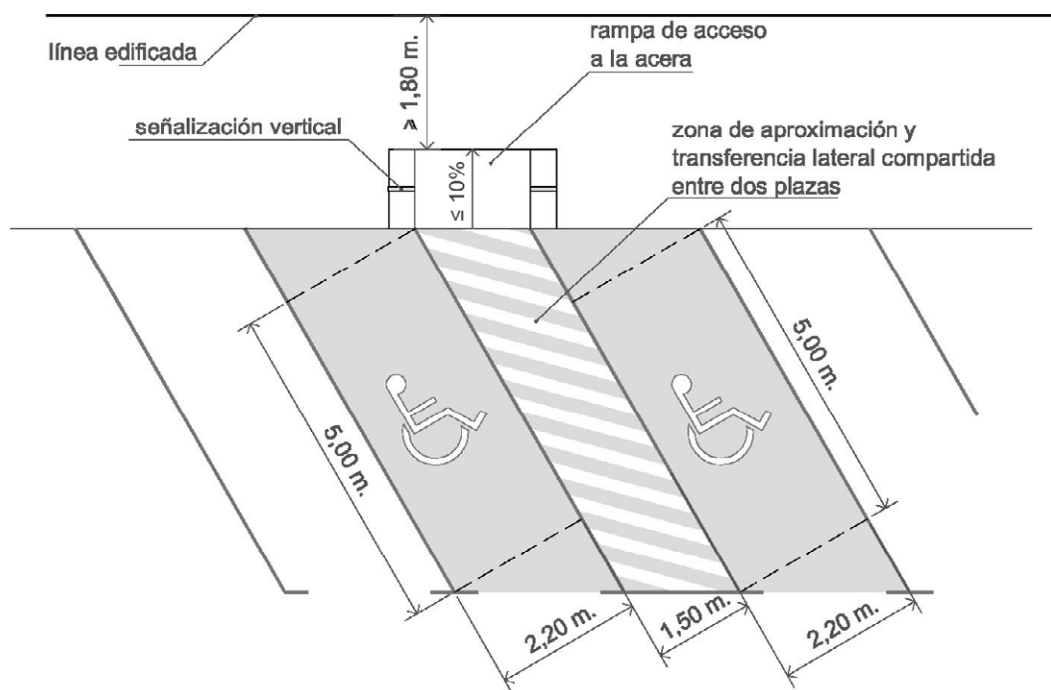 línea edificada
≥ 1,80 m.
rampa de acceso
a la acera
señalización vertical
≤ 10%
zona de aproximación y
transferencia lateral compartida
entre dos plazas
5,00 m.
5,00 m.
2,20 m.
1,50 m.
2,20 m.